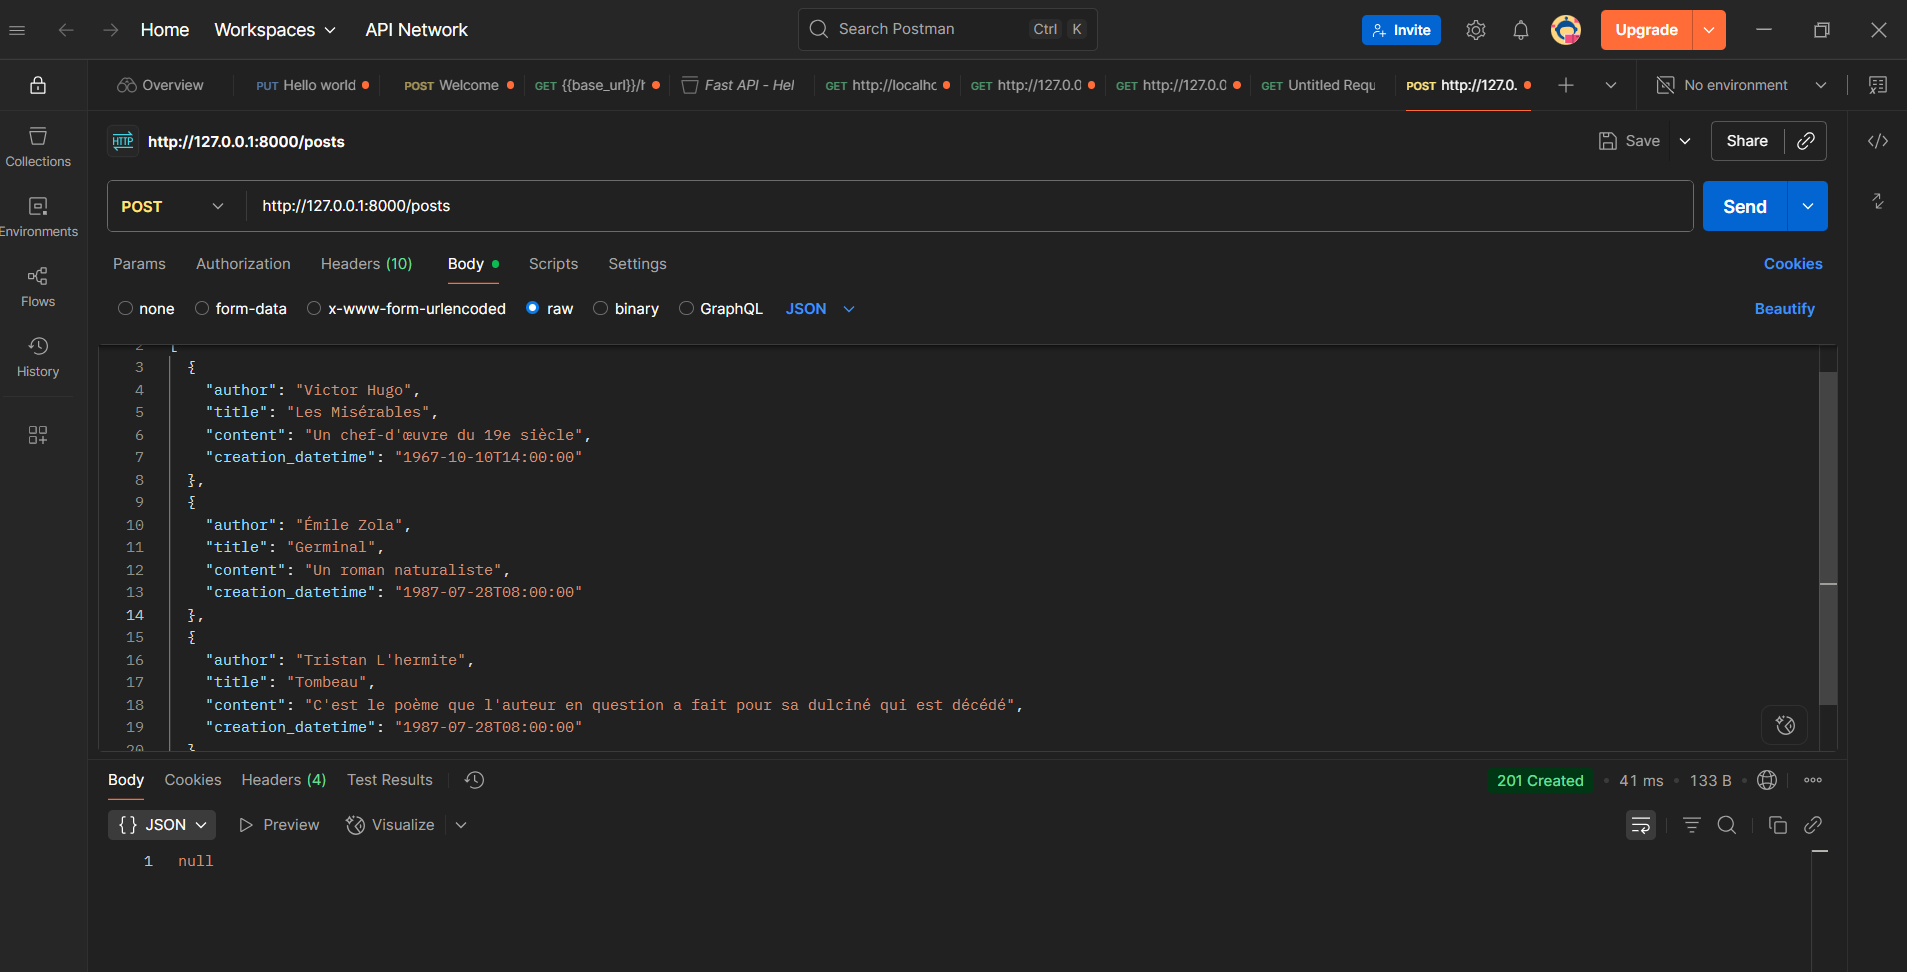 Home Workspaces API Network Search Postman Ctrl K Invite Upgrade
Overview PUT Hello world POST Welcome GET {{base_url}}/h GET http://localhc GET http://127.0.0 GET http://127.0.0 GET Untitled Requ POST http://127.0. No environment
Fast API - Hel
Collections
Environments
Flows
History
HTTP http://127.0.0.1:8000/posts Save Share
POST http://127.0.0.1:8000/posts Send
Params Authorization Headers (10) Body Scripts Settings Cookies
none form-data x-www-form-urlencoded raw binary GraphQL JSON Beautify
2 [
3 {
4 "author": "Victor Hugo",
5 "title": "Les Misérables",
6 "content": "Un chef-d'œuvre du 19e siècle",
7 "creation_datetime": "1967-10-10T14:00:00"
8 },
9 {
10 "author": "Émile Zola",
11 "title": "Germinal",
12 "content": "Un roman naturaliste",
13 "creation_datetime": "1987-07-28T08:00:00"
14 },
15 {
16 "author": "Tristan L'hermite",
17 "title": "Tombeau",
18 "content": "C'est le poème que l'auteur en question a fait pour sa dulciné qui est décédé",
19 "creation_datetime": "1987-07-28T08:00:00"
20 }
Body Cookies Headers (4) Test Results 201 Created 41 ms 133 B
{} JSON Preview Visualize
1 null